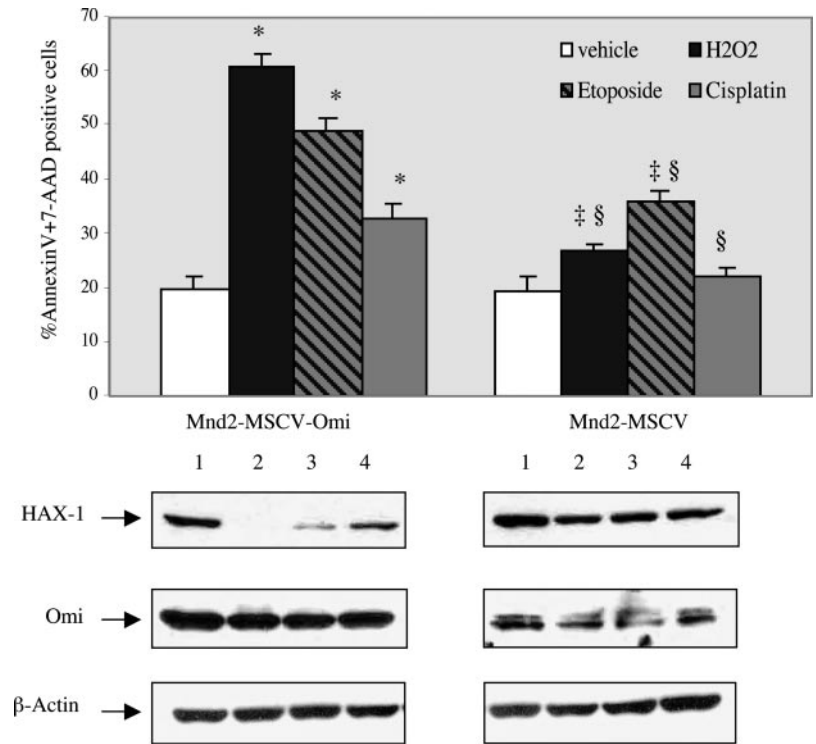 70
60
50
40
30
20
10
0
%AnnexinV+7-AAD positive cells
vehicle
H2O2
Etoposide
Cisplatin
*
*
*
‡ §
‡ §
§
Mnd2-MSCV-Omi
Mnd2-MSCV
1 2 3 4
1 2 3 4
HAX-1
Omi
β-Actin